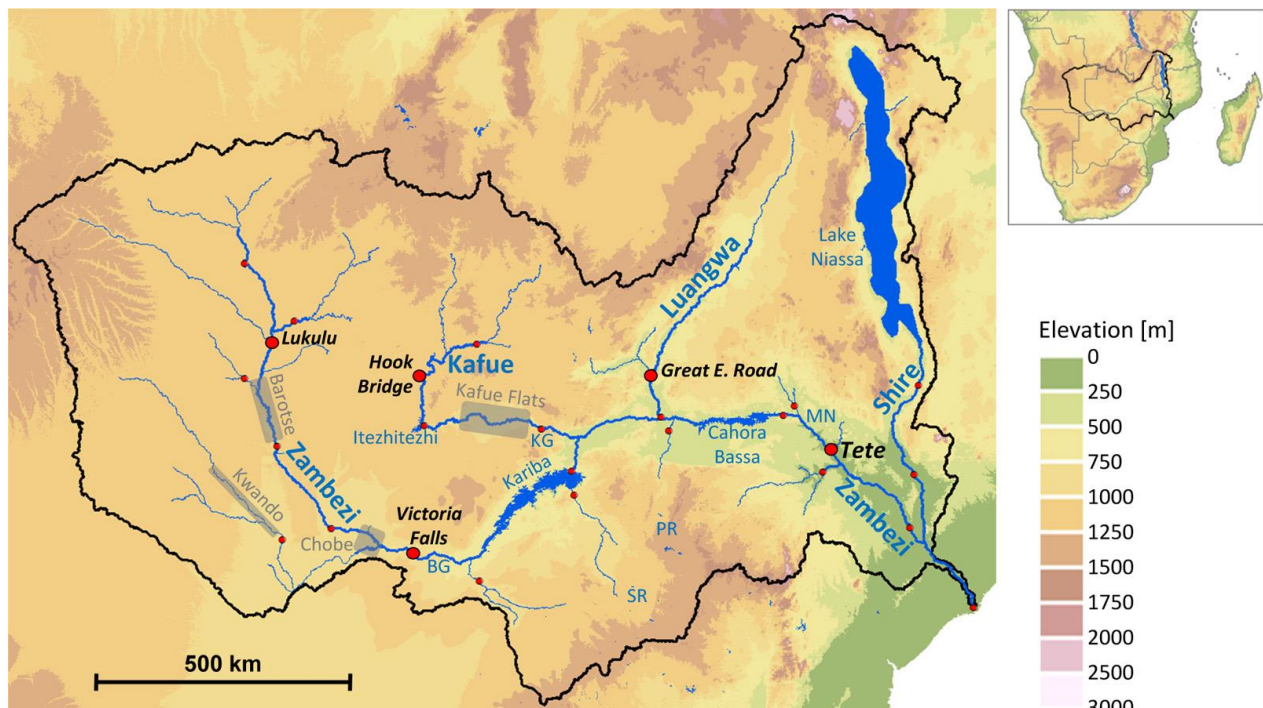 Lukulu
Barotse
Kwando
Zambezi
Chobe
Hook
Bridge
Kafue
Itezhitezhi
Kafue Flats
KG
Victoria
Falls
BG
Kariba
SR
PR
Luangwa
Great E. Road
Cahora
Bassa
MN
Tete
Zambezi
Lake
Niassa
Shire
500 km
Elevation [m]
0
250
500
750
1000
1250
1500
1750
2000
2500
3000